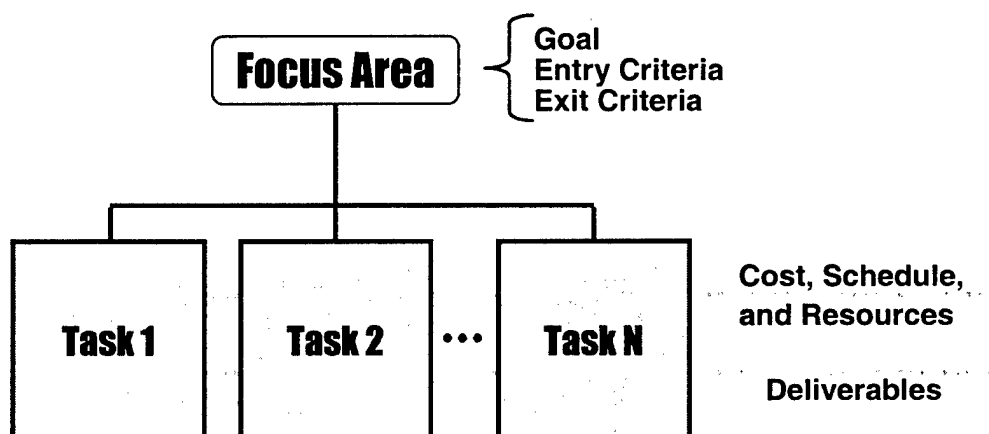 Focus Area
Goal
Entry Criteria
Exit Criteria
Task 1
Task 2
...
Task N
Cost, Schedule,
and Resources
Deliverables